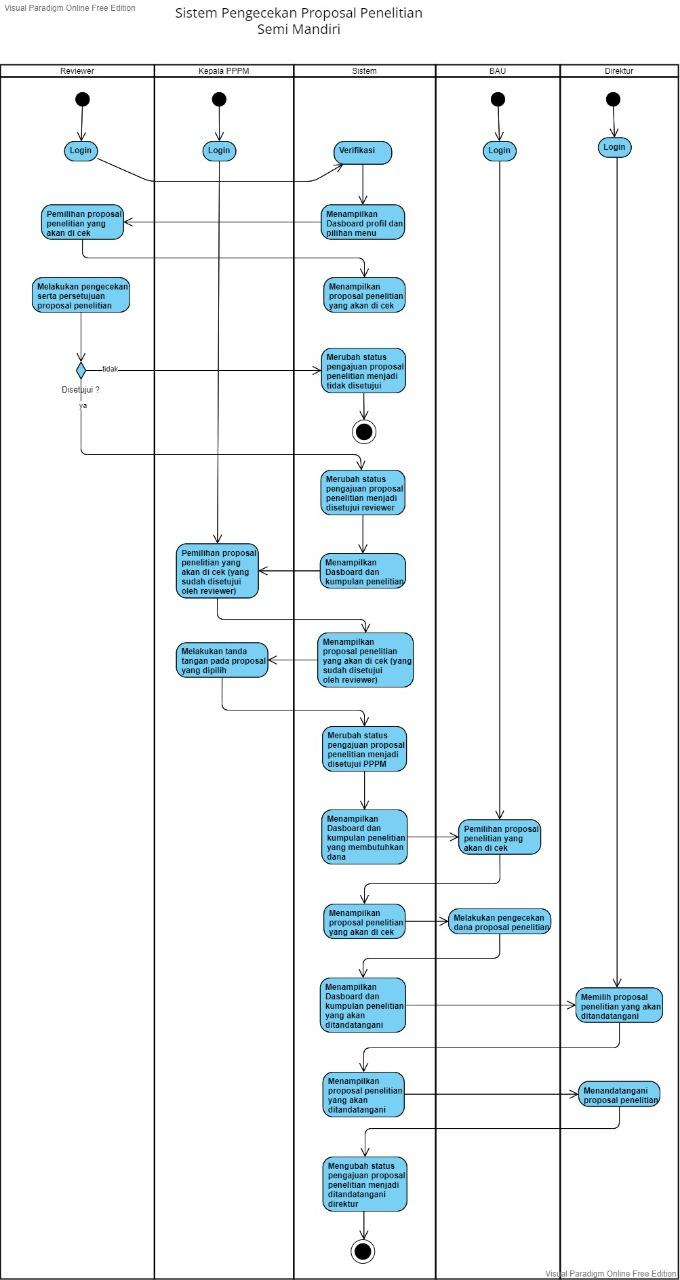 Visual Paradigm Online Free Edition
Sistem Pengecekan Proposal Penelitian
Semi Mandiri
Reviewer
Kepala PPPM
Sistem
BAU
Direktur
Login
Login
Verifikasi
Login
Login
Pemilihan proposal
penelitian yang
akan di cek
Menampilkan
Dasboard profil dan
pilihan menu
Melakukan pengecekan
serta persetujuan
proposal penelitian
Menampilkan
proposal penelitian
yang akan di cek
tidak
Disetujui ?
ya
Merubah status
pengajuan proposal
penelitian menjadi
tidak disetujui
Merubah status
pengajuan proposal
penelitian menjadi
disetujui reviewer
Pemilihan proposal
penelitian yang
akan di cek (yang
sudah disetujui
oleh reviewer)
Menampilkan
Dasboard dan
kumpulan penelitian
Melakukan tanda
tangan pada proposal
yang dipilih
Menampilkan
proposal penelitian
yang akan di cek (yang
sudah disetujui
oleh reviewer)
Merubah status
pengajuan proposal
penelitian menjadi
disetujui PPPM
Menampilkan
Dasboard dan
kumpulan penelitian
yang membutuhkan
dana
Pemilihan proposal
penelitian yang
akan di cek
Menampilkan
proposal penelitian
yang akan di cek
Melakukan pengecekan
dana proposal penelitian
Menampilkan
Dasboard dan
kumpulan penelitian
yang akan
ditandatangani
Memilih proposal
penelitian yang akan
ditandatangani
Menampilkan
proposal penelitian
yang akan
ditandatangani
Menandatangani
proposal penelitian
Mengubah status
pengajuan proposal
penelitian menjadi
ditandatangani
direktur
Visual Paradigm Online Free Edition